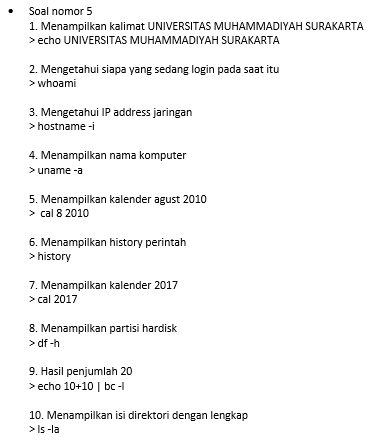 • Soal nomor 5
1. Menampilkan kalimat UNIVERSITAS MUHAMMADIYAH SURAKARTA
> echo UNIVERSITAS MUHAMMADIYAH SURAKARTA
2. Mengetahui siapa yang sedang login pada saat itu
> whoami
3. Mengetahui IP address jaringan
> hostname -i
4. Menampilkan nama komputer
> uname -a
5. Menampilkan kalender agust 2010
> cal 8 2010
6. Menampilkan history perintah
> history
7. Menampilkan kalender 2017
> cal 2017
8. Menampilkan partisi hardisk
> df -h
9. Hasil penjumlah 20
> echo 10+10 | bc -l
10. Menampilkan isi direktori dengan lengkap
> ls -la